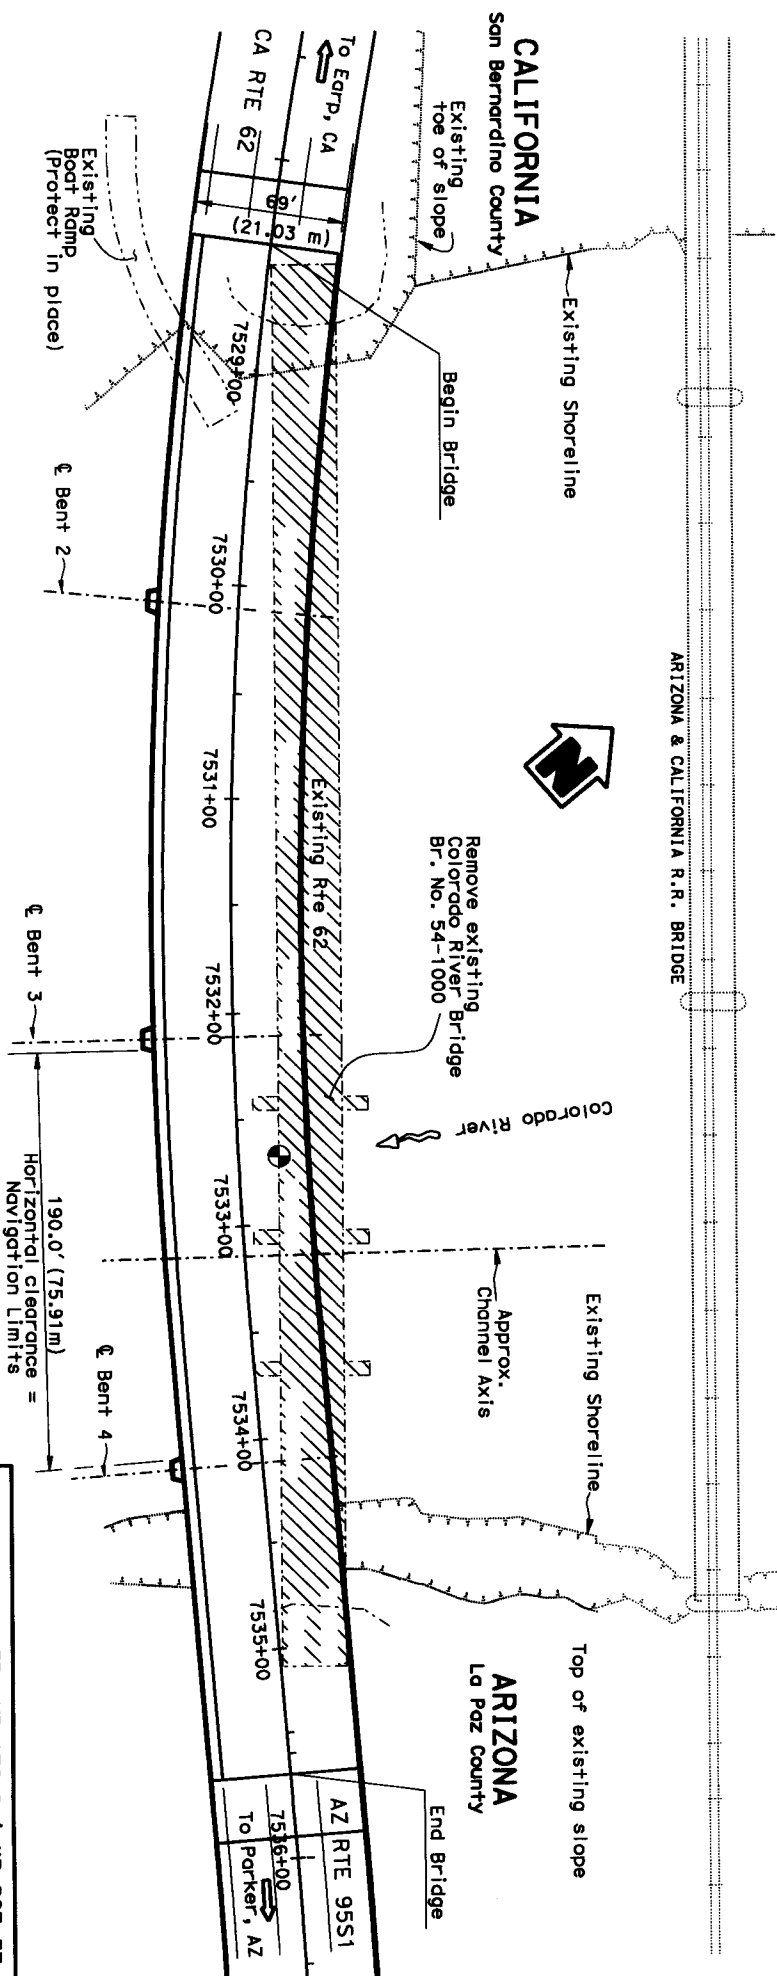 CALIFORNIA
San Bernardino County
To Earp, CA
CA RTE 62
Existing
toe of slope
69'
(21.03 m)
Existing
Boat Ramp
(Protect in place)
Existing Shoreline
Begin Bridge
7529+00
7530+00
7531+00
7532+00
7533+00
7534+00
7535+00
7536+00
℄ Bent 2
℄ Bent 3
℄ Bent 4
ARIZONA & CALIFORNIA R.R. BRIDGE
N
Existing Rte 62
Remove existing
Colorado River Bridge
Br. No. 54-1000
Colorado River
190.0' (75.91m)
Horizontal clearance =
Navigation Limits
Approx.
Channel Axis
Existing Shoreline
Top of existing slope
ARIZONA
La Paz County
End Bridge
AZ RTE 95S1
To Parker, AZ